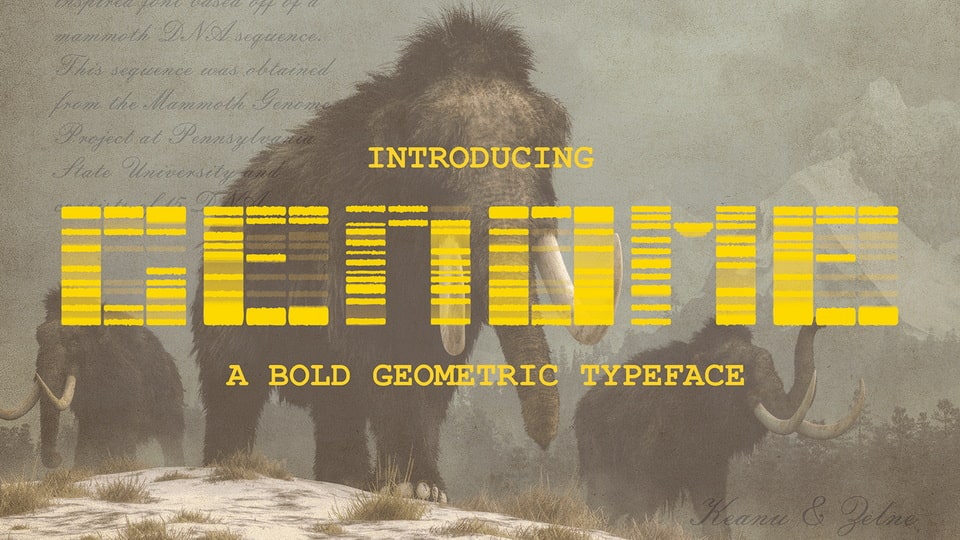 inspired font based off of a
mammoth DNA sequence.
This sequence was obtained
from the Mammoth Genome
Project at Pennsylvania
State University and
DNA
INTRODUCING
GENOME
A BOLD GEOMETRIC TYPEFACE
Keanu & Zelne